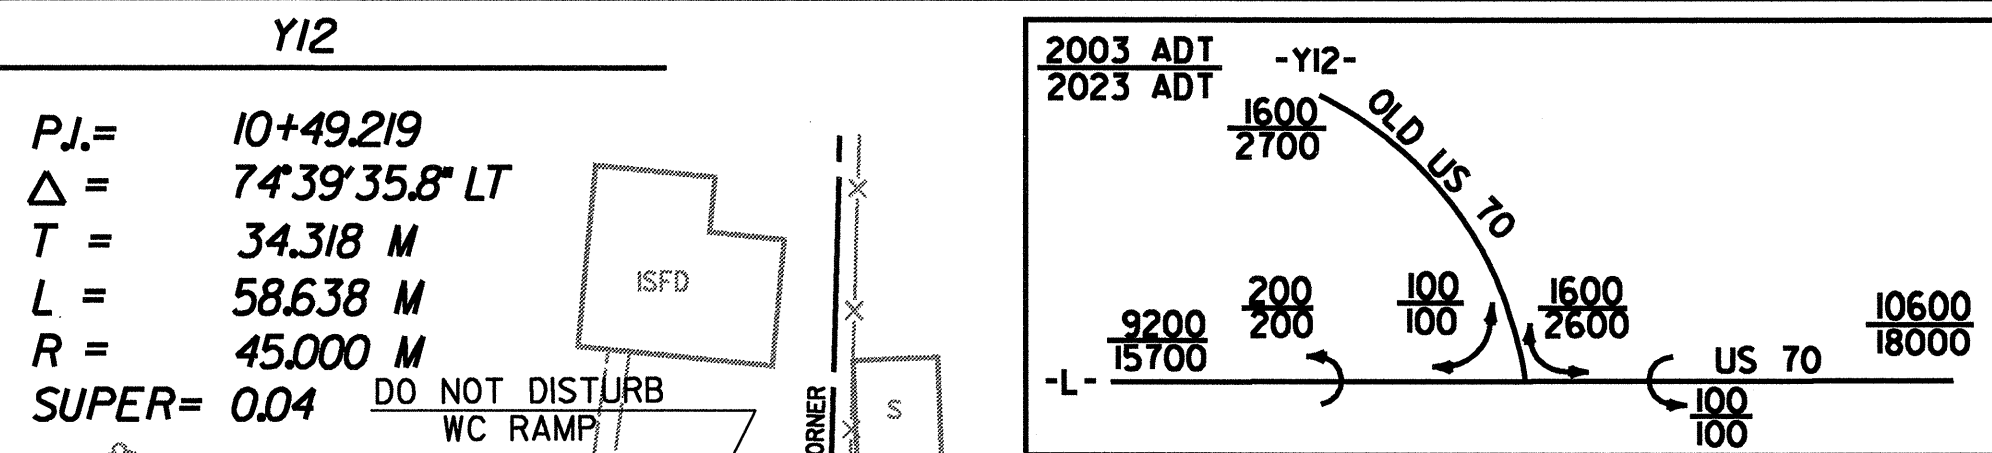 Y12
P.I.= 10+49.219
△ = 74°39'35.8" LT
T = 34.318 M
L = 58.638 M
R = 45.000 M
SUPER= 0.04
DO NOT DISTURB
WC RAMP
ISFD
S
ORNER
2003 ADT
2023 ADT
-Y12-
1600
2700
OLD US 70
9200
15700
200
200
100
100
1600
2600
10600
18000
-L-
US 70
100
100